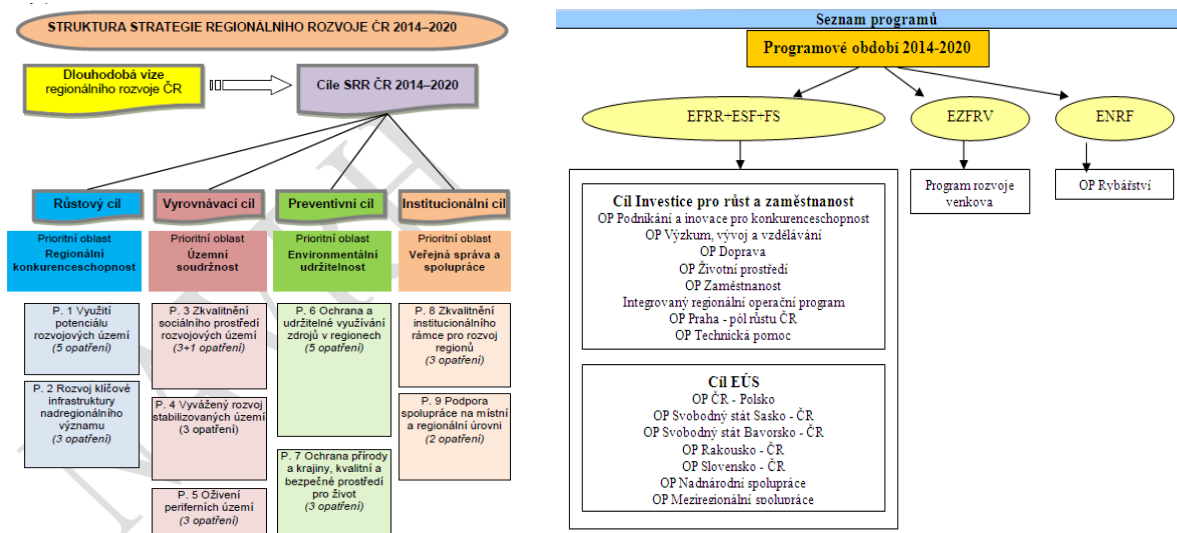 STRUKTURA STRATEGIE REGIONÁLNÍHO ROZVOJE ČR 2014–2020
Dlouhodobá vize
regionálního rozvoje ČR
Cíle SRR ČR 2014–2020
Růstový cíl
Vyrovnávací cíl
Preventivní cíl
Institucionální cíl
Prioritní oblast
Regionální
konkurenceschopnost
Prioritní oblast
Územní
soudržnost
Prioritní oblast
Environmentální
udržitelnost
Prioritní oblast
Veřejná správa a
spolupráce
P. 1 Využití
potenciálu
rozvojových území
(5 opatření)
P. 2 Rozvoj klíčové
infrastruktury
nadregionálního
významu
(3 opatření)
P. 3 Zkvalitnění
sociálního prostředí
rozvojových území
(3+1 opatření)
P. 4 Vyvážený rozvoj
stabilizovaných území
(3 opatření)
P. 5 Oživení
periferních území
(3 opatření)
P. 6 Ochrana a
udržitelné využívání
zdrojů v regionech
(5 opatření)
P. 7 Ochrana přírody
a krajiny, kvalitní a
bezpečné prostředí
pro život
(3 opatření)
P. 8 Zkvalitnění
institucionálního
rámce pro rozvoj
regionů
(3 opatření)
P. 9 Podpora
spolupráce na místní
a regionální úrovni
(2 opatření)
Seznam programů
Programové období 2014-2020
EFRR+ESF+FS
EZFRV
ENRF
Cíl Investice pro růst a zaměstnanost
OP Podnikání a inovace pro konkurenceschopnost
OP Výzkum, vývoj a vzdělávání
OP Doprava
OP Životní prostředí
OP Zaměstnanost
Integrovaný regionální operační program
OP Praha - pól růstu ČR
OP Technická pomoc
Cíl EÚS
OP ČR - Polsko
OP Svobodný stát Sasko - ČR
OP Svobodný stát Bavorsko - ČR
OP Rakousko - ČR
OP Slovensko - ČR
OP Nadnárodní spolupráce
OP Meziregionální spolupráce
Program rozvoje
venkova
OP Rybářství